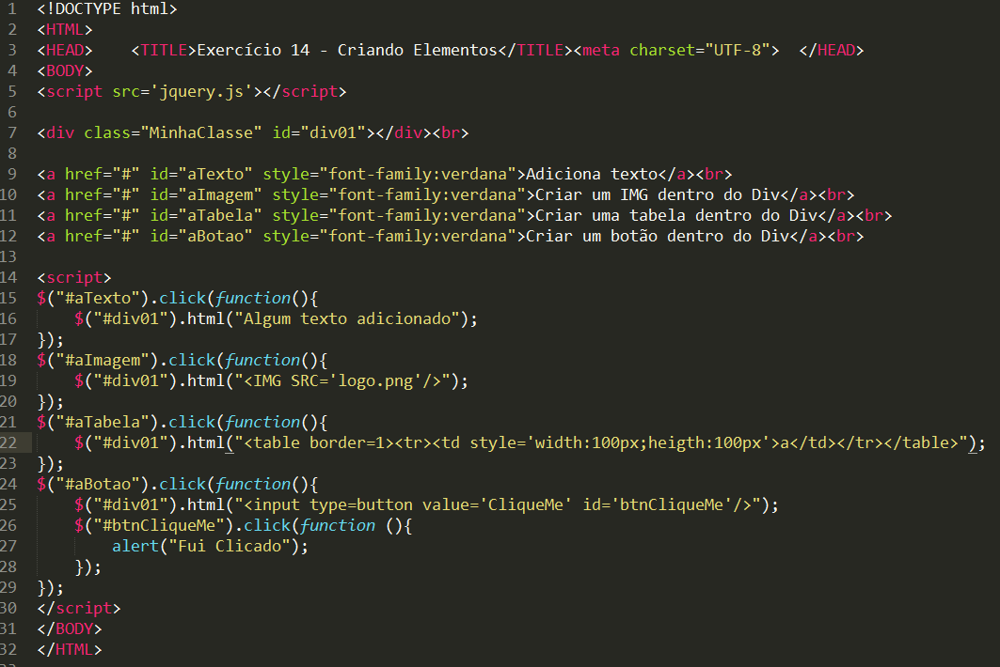 1 <!DOCTYPE html>
2 <HTML>
3 <HEAD>    <TITLE>Exercício 14 - Criando Elementos</TITLE><meta charset="UTF-8">  </HEAD>
4 <BODY>
5 <script src='jquery.js'></script>
6
7 <div class="MinhaClasse" id="div01"></div><br>
8
9 <a href="#" id="aTexto" style="font-family:verdana">Adiciona texto</a><br>
10 <a href="#" id="aImagem" style="font-family:verdana">Criar um IMG dentro do Div</a><br>
11 <a href="#" id="aTabela" style="font-family:verdana">Criar uma tabela dentro do Div</a><br>
12 <a href="#" id="aBotao" style="font-family:verdana">Criar um botão dentro do Div</a><br>
13
14 <script>
15 $("#aTexto").click(function(){
16     $("#div01").html("Algum texto adicionado");
17 });
18 $("#aImagem").click(function(){
19     $("#div01").html("<IMG SRC='logo.png'/>");
20 });
21 $("#aTabela").click(function(){
22     $("#div01").html("<table border=1><tr><td style='width:100px;heigth:100px'>a</td></tr></table>");
23 });
24 $("#aBotao").click(function(){
25     $("#div01").html("<input type=button value='CliqueMe' id='btnCliqueMe'/>");
26     $("#btnCliqueMe").click(function (){
27         alert("Fui Clicado");
28     });
29 });
30 </script>
31 </BODY>
32 </HTML>